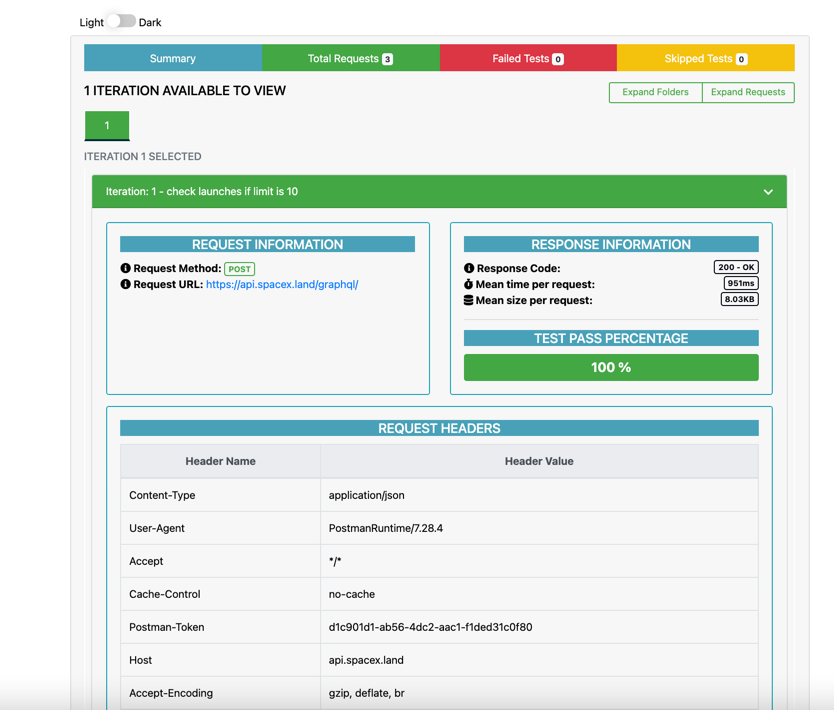 Light Dark
Summary Total Requests 3 Failed Tests 0 Skipped Tests 0
1 ITERATION AVAILABLE TO VIEW
Expand Folders Expand Requests
1
ITERATION 1 SELECTED
Iteration: 1 - check launches if limit is 10
REQUEST INFORMATION
Request Method: POST
Request URL: https://api.spacex.land/graphql/
RESPONSE INFORMATION
Response Code: 200 - OK
Mean time per request: 951ms
Mean size per request: 8.03KB
TEST PASS PERCENTAGE
100 %
REQUEST HEADERS
Header Name Header Value
Content-Type application/json
User-Agent PostmanRuntime/7.28.4
Accept */*
Cache-Control no-cache
Postman-Token d1c901d1-ab56-4dc2-aac1-f1ded31c0f80
Host api.spacex.land
Accept-Encoding gzip, deflate, br